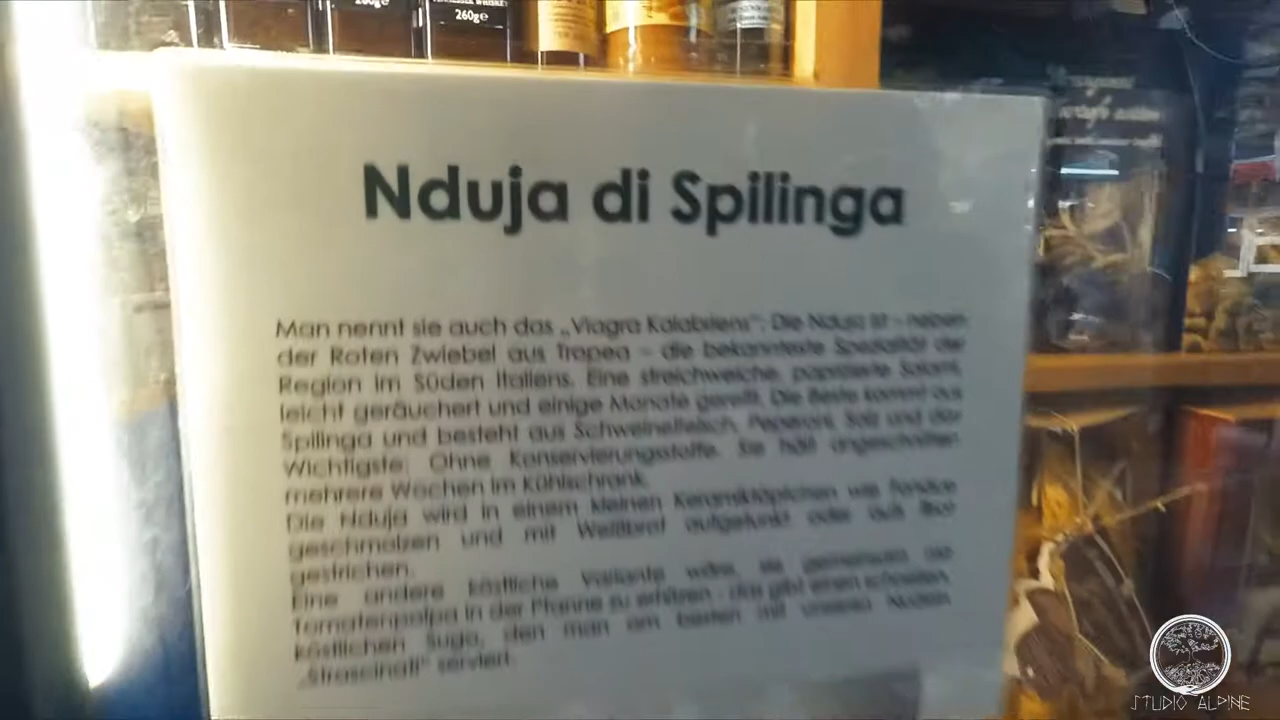 260g℮
260g℮
Nduja di Spilinga
Man nennt sie auch das „Viagra Kalabriens“: Die Nduja ist - neben
der Roten Zwiebel aus Tropea – die bekannteste Spezialität der
Region im Süden Italiens. Eine streichweiche, paprizierte Salami,
leicht geräuchert und einige Monate gereift. Die Beste kommt aus
Spilinga und besteht aus Schweinefleisch, Peperoni, Salz und das
Wichtigste: Ohne Konservierungsstoffe. Sie hält angeschnitten
mehrere Wochen im Kühlschrank.
Die Nduja wird in einem kleinen Keramiktöpfchen wie Fondue
geschmolzen und mit Weißbrot aufgetunkt oder aufs Brot
gestrichen.
Eine andere köstliche Variante wäre, sie gemeinsam mit
Tomatenpolpa in der Pfanne zu erhitzen - das gibt einen schnellen,
köstlichen Sugo, den man am besten mit unseren Nudeln
„Strascinati“ serviert.
STUDIO ALPINE